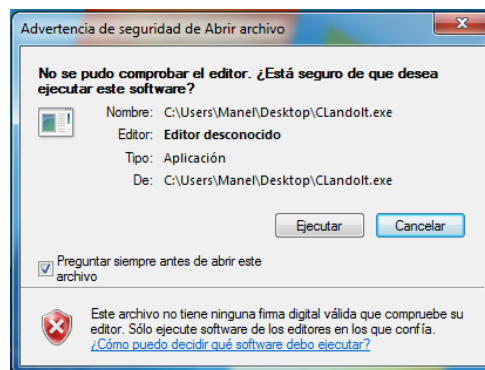 Advertencia de seguridad de Abrir archivo
No se pudo comprobar el editor. ¿Está seguro de que desea
ejecutar este software?
Nombre: C:\Users\Manel\Desktop\CLandolt.exe
Editor: Editor desconocido
Tipo: Aplicación
De: C:\Users\Manel\Desktop\CLandolt.exe
Ejecutar Cancelar
Preguntar siempre antes de abrir este
archivo
Este archivo no tiene ninguna firma digital válida que compruebe su
editor. Sólo ejecute software de los editores en los que confía.
¿Cómo puedo decidir qué software debo ejecutar?